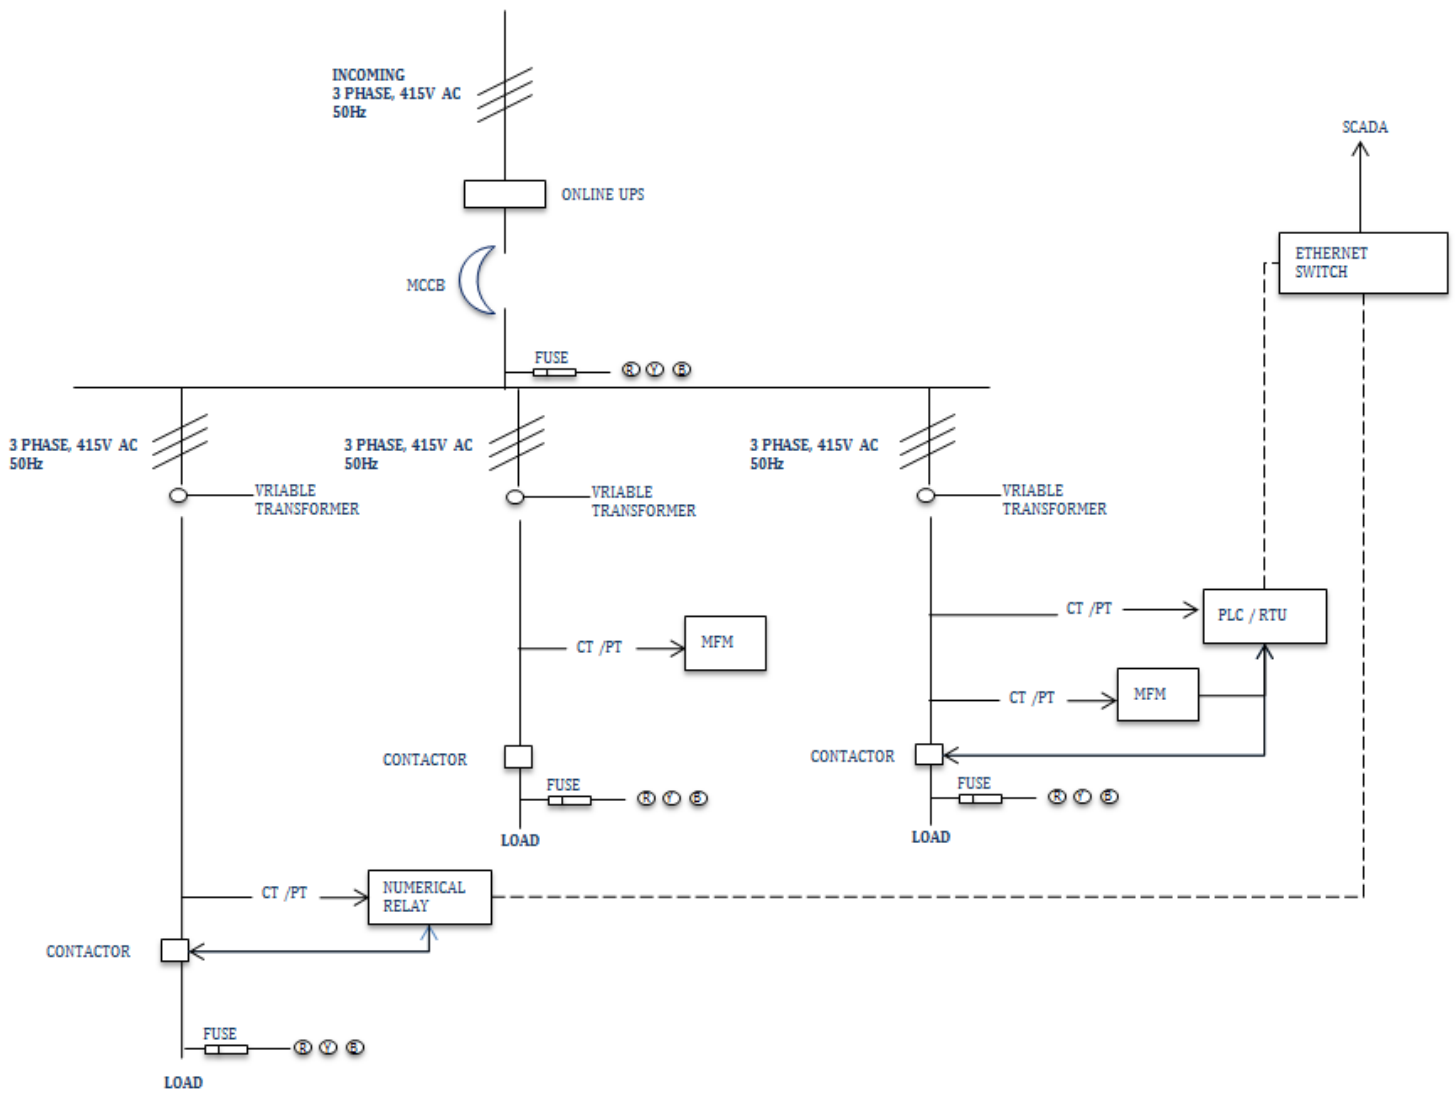 INCOMING
3 PHASE, 415V AC
50Hz
SCADA
ONLINE UPS
ETHERNET
SWITCH
MCCB
FUSE
R Y B
3 PHASE, 415V AC
50Hz
3 PHASE, 415V AC
50Hz
3 PHASE, 415V AC
50Hz
VRIABLE
TRANSFORMER
VRIABLE
TRANSFORMER
VRIABLE
TRANSFORMER
CT /PT
PLC / RTU
CT /PT
MFM
CT /PT
MFM
CONTACTOR
CONTACTOR
FUSE
R Y B
FUSE
R Y B
LOAD
LOAD
CT /PT
NUMERICAL
RELAY
CONTACTOR
FUSE
R Y B
LOAD